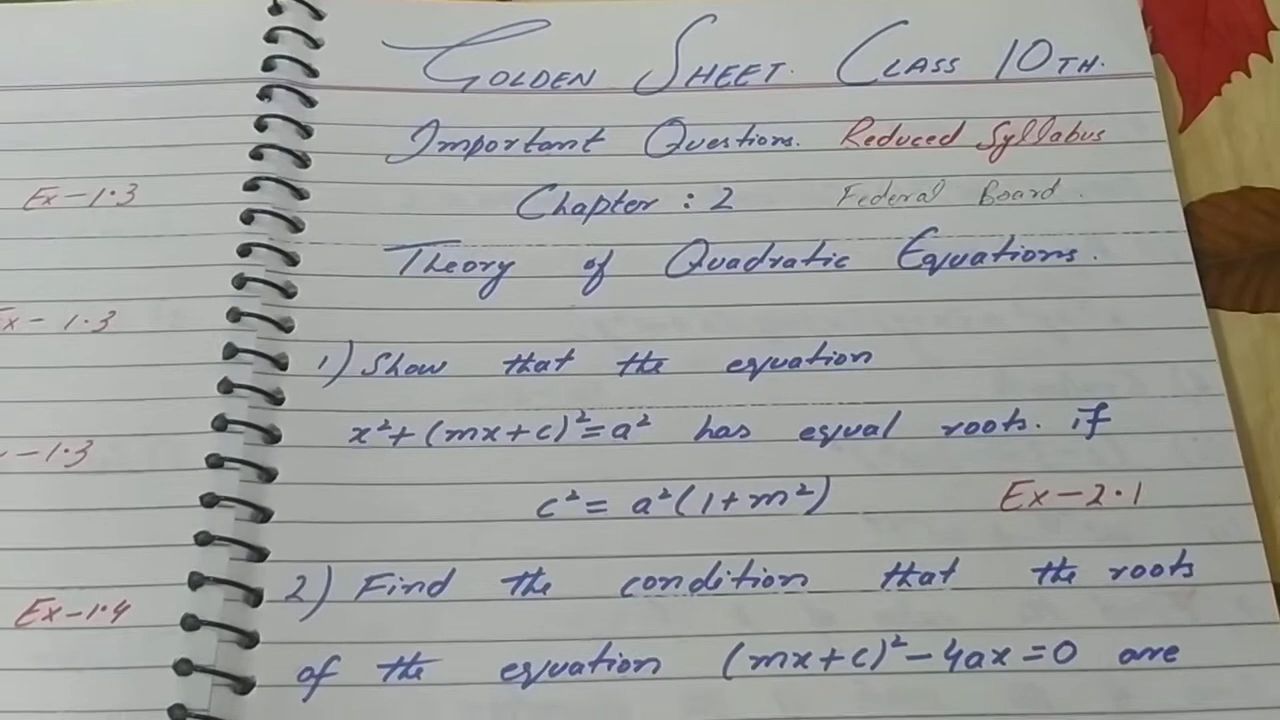 Ex-1.3
Ex-1.3
-1.3
Ex-1.4
GOLDEN SHEET. CLASS 10TH.
Important Questions. Reduced Syllabus
Chapter : 2 Federal Board.
Theory of Quadratic Equations.
1) Show that the equation
x²+(mx+c)²=a² has equal roots. if
c²= a²(1+m²) Ex-2.1
2) Find the condition that the roots
of the equation (mx+c)²-4ax=0 are